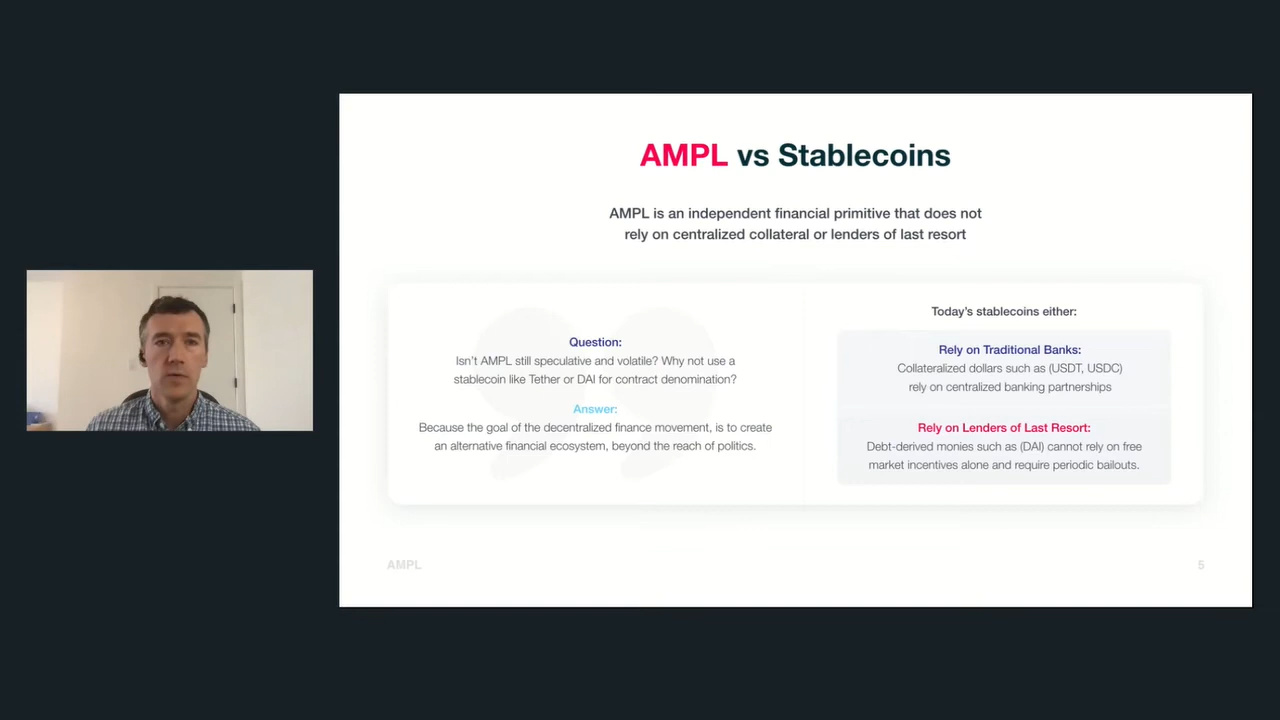 AMPL vs Stablecoins
AMPL is an independent financial primitive that does not
rely on centralized collateral or lenders of last resort
Question:
Isn't AMPL still speculative and volatile? Why not use a
stablecoin like Tether or DAI for contract denomination?
Answer:
Because the goal of the decentralized finance movement, is to create
an alternative financial ecosystem, beyond the reach of politics.
Today's stablecoins either:
Rely on Traditional Banks:
Collateralized dollars such as (USDT, USDC)
rely on centralized banking partnerships
Rely on Lenders of Last Resort:
Debt-derived monies such as (DAI) cannot rely on free
market incentives alone and require periodic bailouts.
AMPL
5